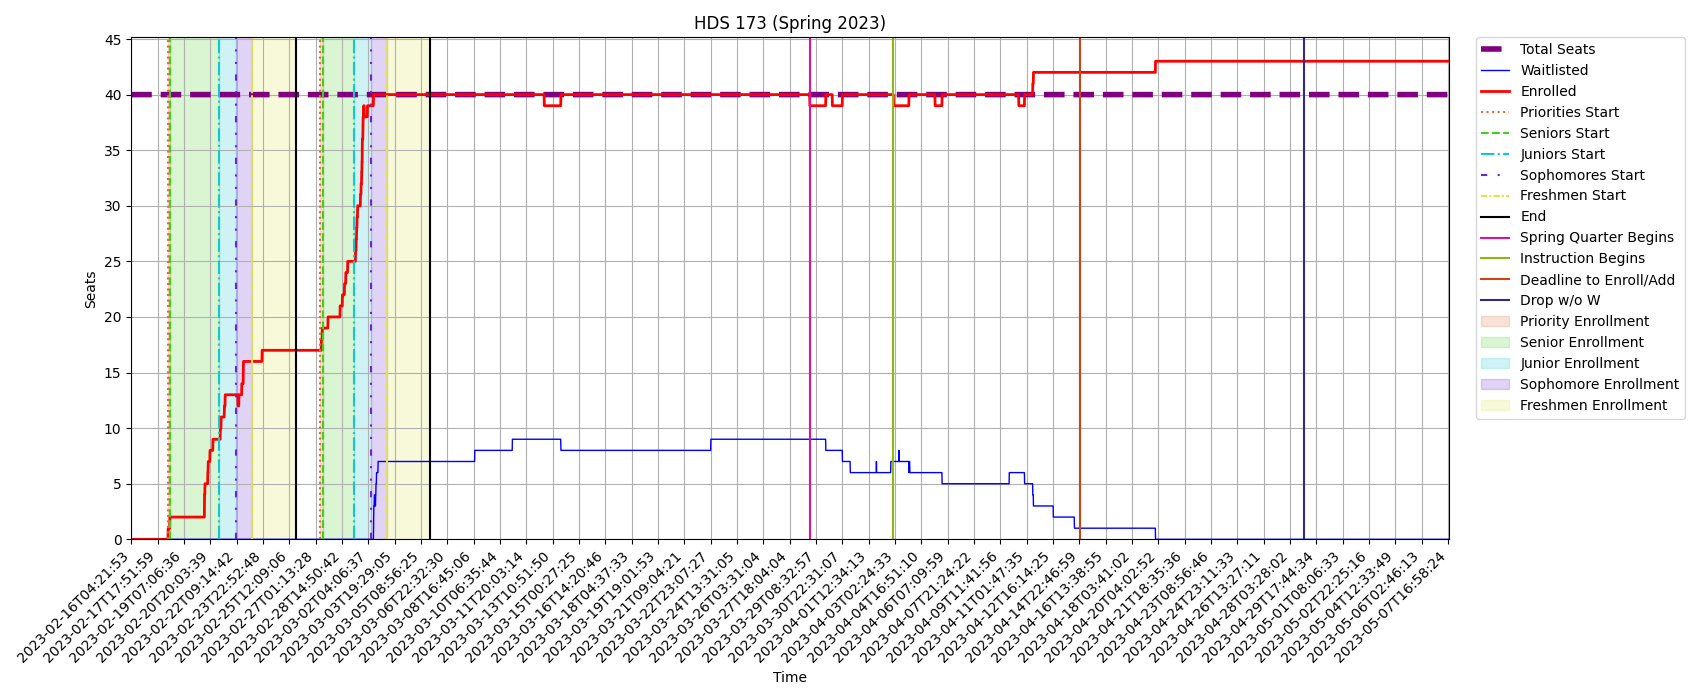 HDS 173 (Spring 2023)
45
40
35
30
25
20
15
10
5
0
Seats
2023-02-16T04:21:53
2023-02-17T17:51:59
2023-02-19T07:06:36
2023-02-20T20:03:39
2023-02-22T09:14:42
2023-02-23T22:52:48
2023-02-25T12:09:06
2023-02-27T01:13:28
2023-02-28T14:50:42
2023-03-02T04:06:37
2023-03-03T19:29:05
2023-03-05T08:56:25
2023-03-06T22:32:30
2023-03-08T16:45:06
2023-03-10T06:35:44
2023-03-11T20:03:14
2023-03-13T10:51:50
2023-03-15T00:27:25
2023-03-16T14:20:46
2023-03-18T04:37:33
2023-03-19T19:01:53
2023-03-21T09:04:21
2023-03-22T23:07:27
2023-03-24T13:31:05
2023-03-26T03:31:04
2023-03-27T18:04:04
2023-03-29T08:32:57
2023-03-30T22:31:07
2023-04-01T12:34:13
2023-04-03T02:24:33
2023-04-04T16:51:10
2023-04-06T07:09:59
2023-04-07T21:24:22
2023-04-09T11:41:56
2023-04-11T01:47:35
2023-04-12T16:14:25
2023-04-14T22:46:59
2023-04-16T13:38:55
2023-04-18T03:41:02
2023-04-20T04:02:52
2023-04-21T18:35:36
2023-04-23T08:56:46
2023-04-24T23:11:33
2023-04-26T13:27:11
2023-04-28T03:28:02
2023-04-29T17:44:34
2023-05-01T08:06:33
2023-05-02T22:25:16
2023-05-04T12:33:49
2023-05-06T02:46:13
2023-05-07T16:58:24
Time
Total Seats
Waitlisted
Enrolled
Priorities Start
Seniors Start
Juniors Start
Sophomores Start
Freshmen Start
End
Spring Quarter Begins
Instruction Begins
Deadline to Enroll/Add
Drop w/o W
Priority Enrollment
Senior Enrollment
Junior Enrollment
Sophomore Enrollment
Freshmen Enrollment